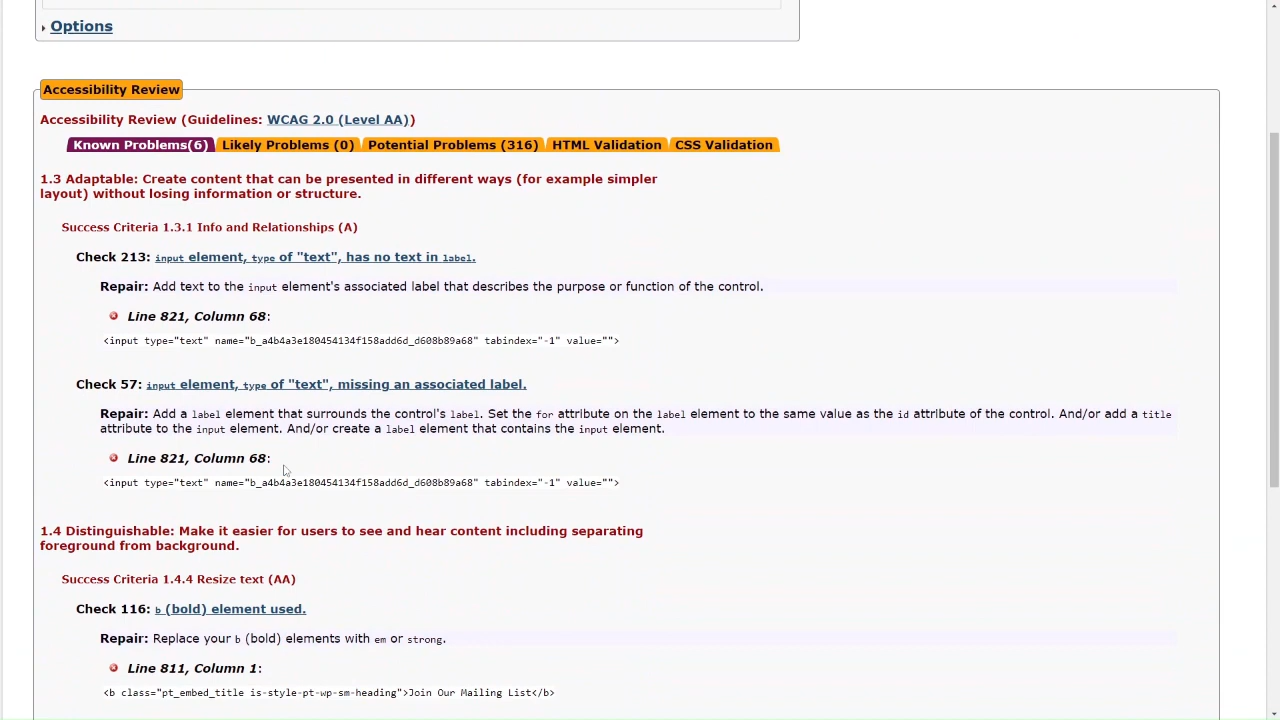 Options
Accessibility Review
Accessibility Review (Guidelines: WCAG 2.0 (Level AA))
Known Problems(6) Likely Problems (0) Potential Problems (316) HTML Validation CSS Validation
1.3 Adaptable: Create content that can be presented in different ways (for example simpler
layout) without losing information or structure.
Success Criteria 1.3.1 Info and Relationships (A)
Check 213: input element, type of "text", has no text in label.
Repair: Add text to the input element's associated label that describes the purpose or function of the control.
Line 821, Column 68:
<input type="text" name="b_a4b4a3e180454134f158add6d_d608b89a68" tabindex="-1" value="">
Check 57: input element, type of "text", missing an associated label.
Repair: Add a label element that surrounds the control's label. Set the for attribute on the label element to the same value as the id attribute of the control. And/or add a title
attribute to the input element. And/or create a label element that contains the input element.
Line 821, Column 68:
<input type="text" name="b_a4b4a3e180454134f158add6d_d608b89a68" tabindex="-1" value="">
1.4 Distinguishable: Make it easier for users to see and hear content including separating
foreground from background.
Success Criteria 1.4.4 Resize text (AA)
Check 116: b (bold) element used.
Repair: Replace your b (bold) elements with em or strong.
Line 811, Column 1:
<b class="pt_embed_title is-style-pt-wp-sm-heading">Join Our Mailing List</b>